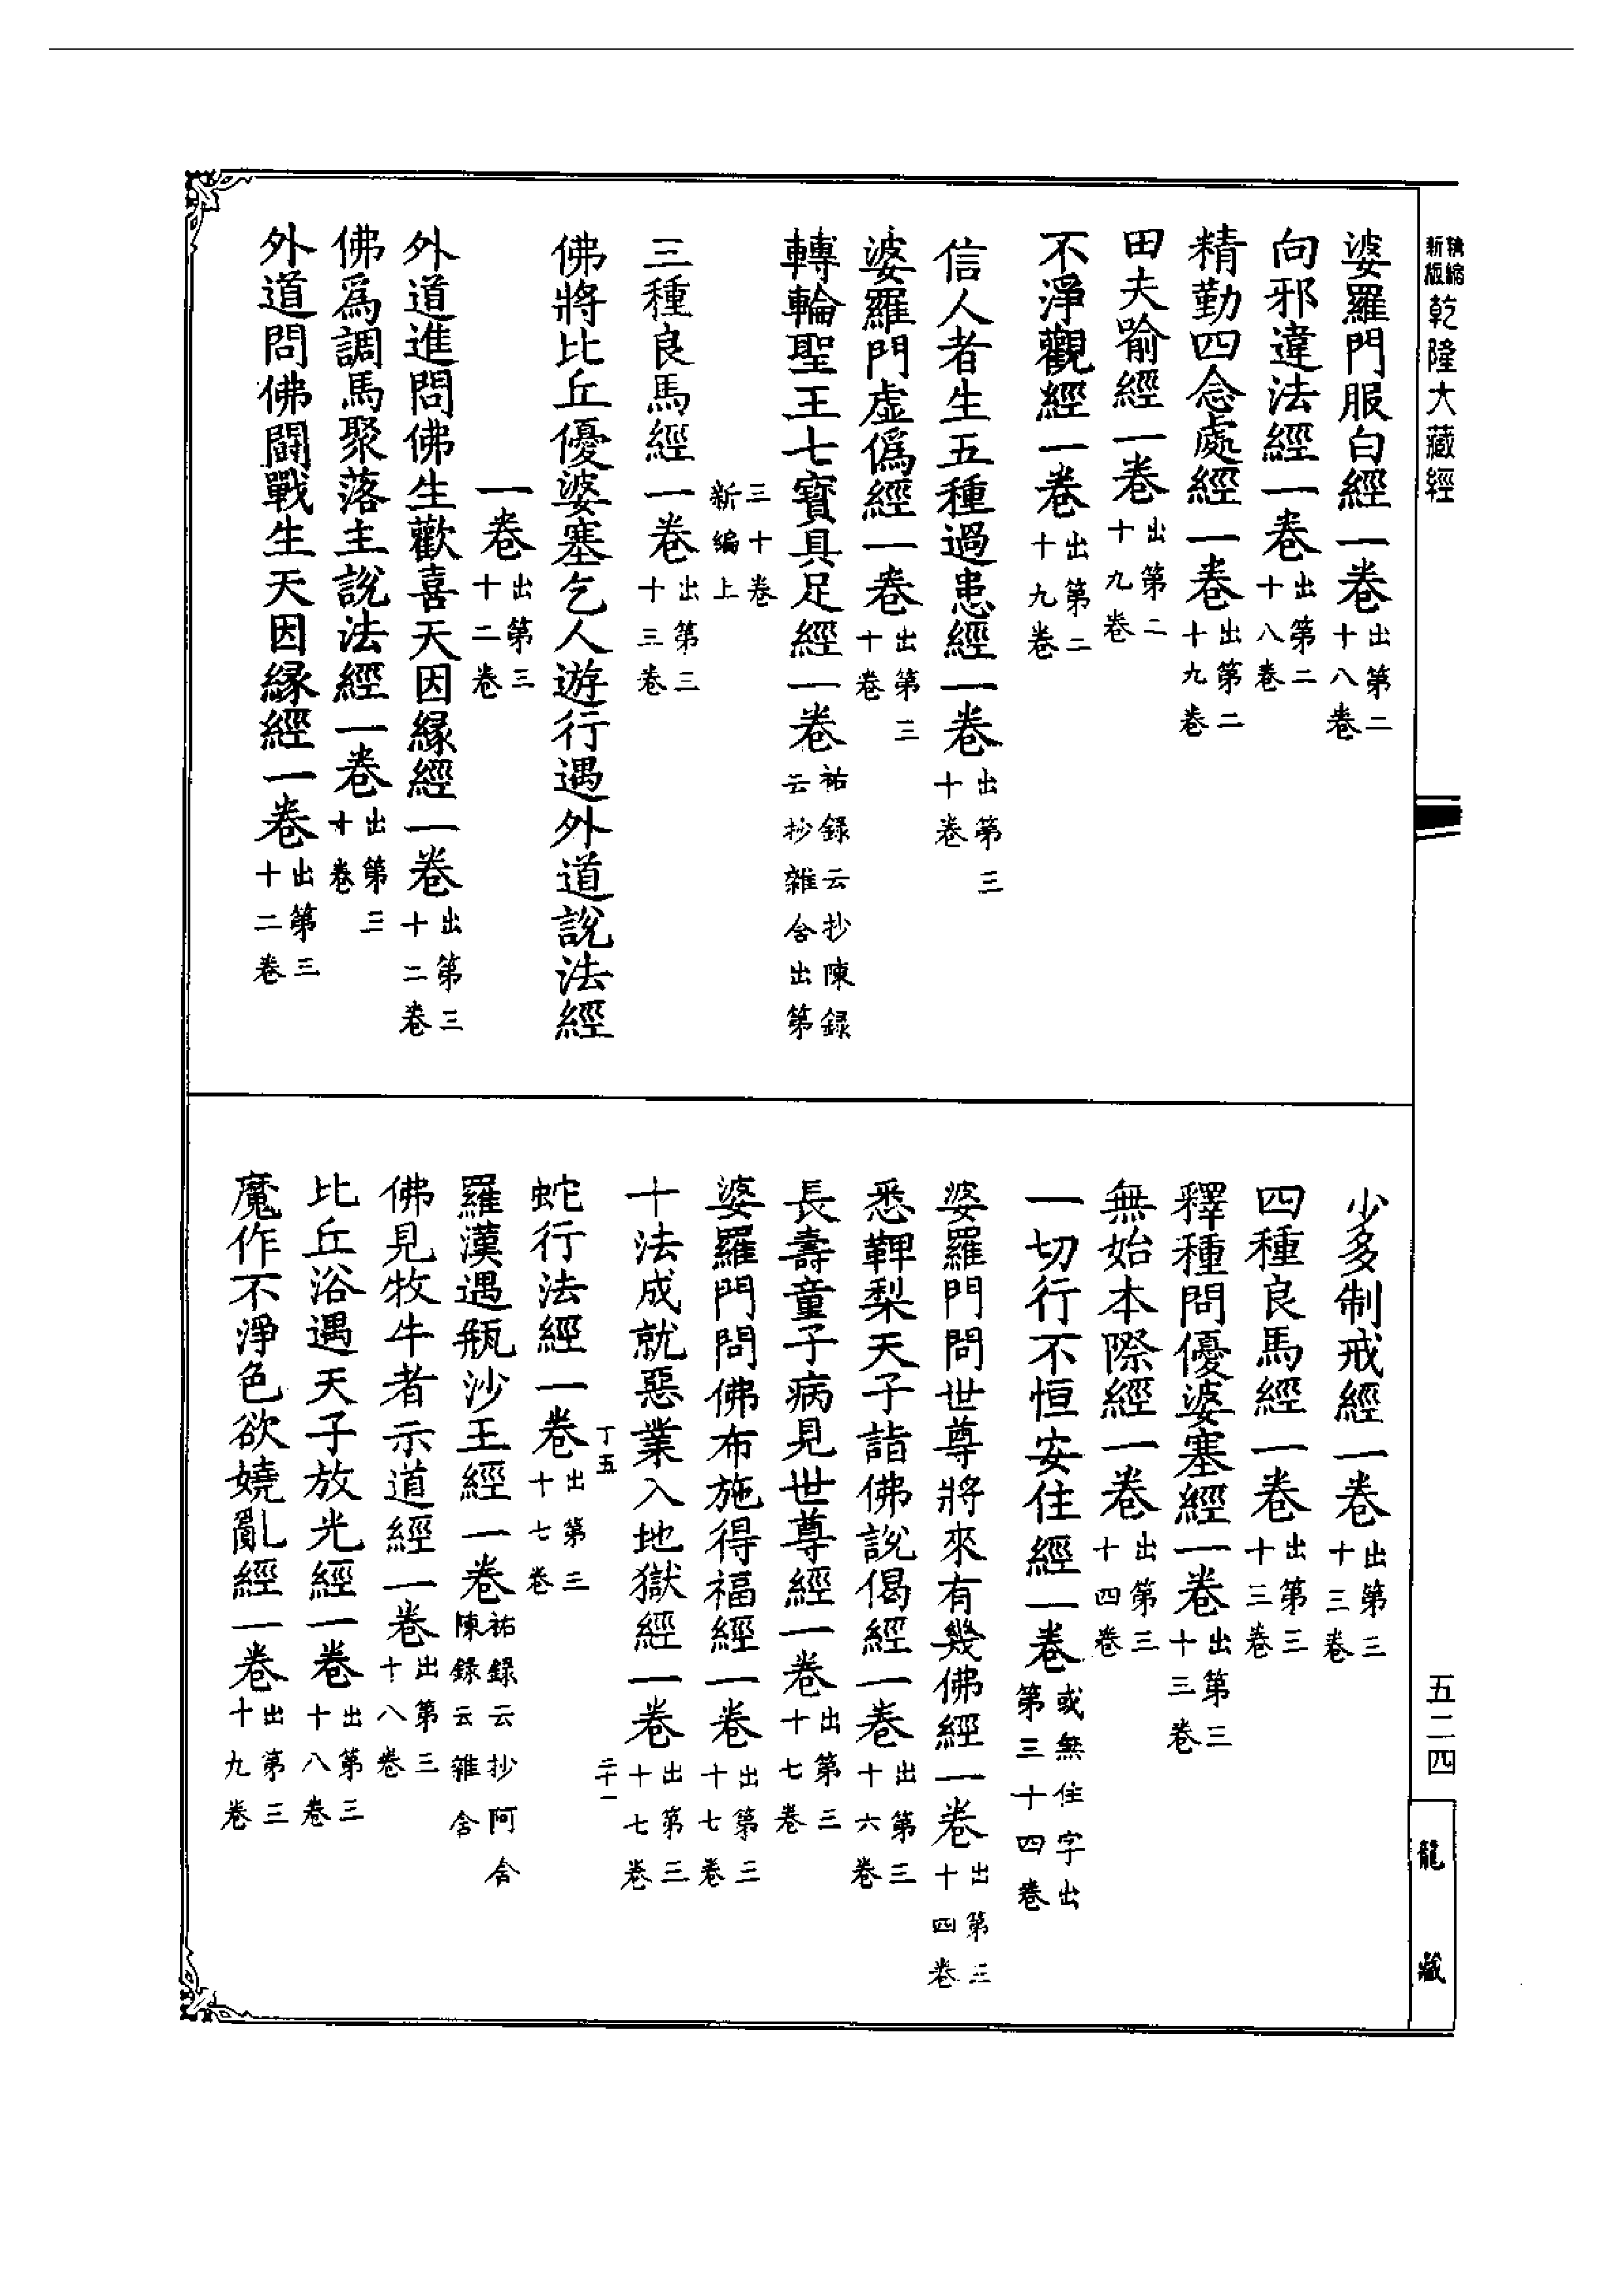 精縮新版乾隆大藏經
婆羅門服白經一卷出第二十八卷
向邪違法經一卷出第二十八卷
精勤四念處經一卷出第二十九卷
田夫喻經一卷出第二十九卷
不淨觀經一卷出第二十九卷
信人者生五種過患經一卷出第三十卷
婆羅門虛僞經一卷出第三十卷
轉輪聖王七寶具足經一卷祐録云抄陳録云抄雜含出第
三十卷新編上
三種良馬經一卷出第三十三卷
佛將比丘優婆塞乞人遊行遇外道說法經
一卷出第三十二卷
外道進問佛生歡喜天因緣經一卷出第三十二卷
佛爲調馬聚落主說法經一卷出第三十卷
外道問佛鬪戰生天因緣經一卷出第三十二卷
少多制戒經一卷出第三十三卷
四種良馬經一卷出第三十三卷
釋種問優婆塞經一卷出第三十三卷
無始本際經一卷出第三十四卷
一切行不恒安住經一卷或無住字出第三十四卷
婆羅門問世尊將來有幾佛經一卷出第三十四卷
悉鞞梨天子詣佛說偈經一卷出第三十六卷
長壽童子病見世尊經一卷出第三十七卷
婆羅門問佛布施得福經一卷出第三十七卷
十法成就惡業入地獄經一卷出第三十七卷
丁五 二十一
蛇行法經一卷出第三十七卷
羅漢遇瓶沙王經一卷祐録云抄阿含陳録云雜含
佛見牧牛者示道經一卷出第三十八卷
比丘浴遇天子放光經一卷出第三十八卷
魔作不淨色欲嬈亂經一卷出第三十九卷
五二四
龍藏